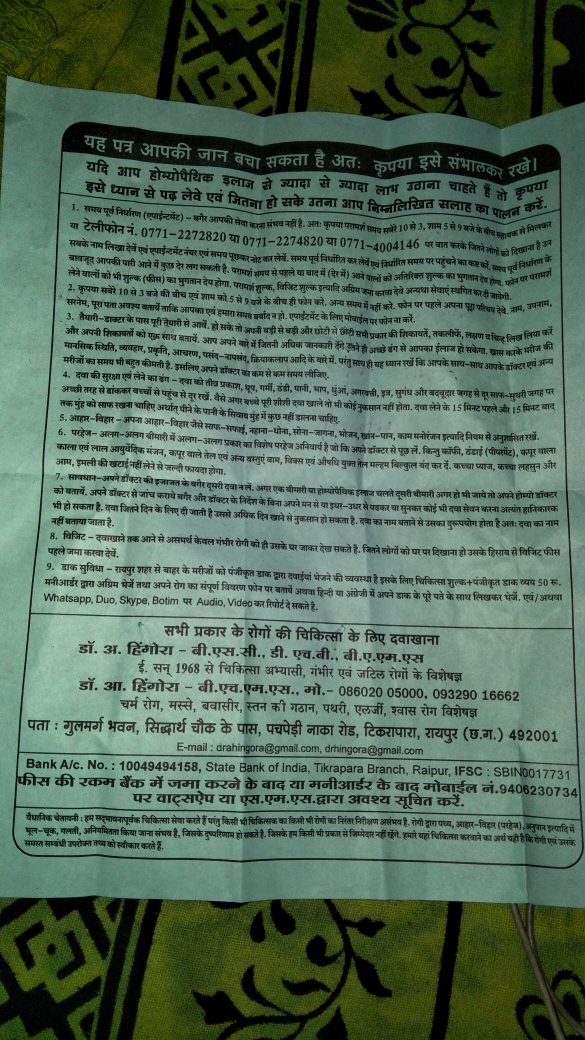 यह पत्र आपकी जान बचा सकता है अतः कृपया इसे संभालकर रखे।
यदि आप होम्योपैथिक इलाज से ज्यादा से ज्यादा लाभ उठाना चाहते हैं तो कृपया
इसे ध्यान से पढ़ लेवे एवं जितना हो सके उतना आप निम्नलिखित सलाह का पालन करें.
1. समय पूर्व निर्धारण (एपाईन्टमेंट) – बगैर आपकी सेवा करना संभव नहीं है. अतः कृपया परामर्श समय सबेरे 10 से 3, शाम 5 से 9 बजे के बीच सहायक से मिलकर
या टेलीफोन नं. 0771-2272820 या 0771-2274820 या 0771-4004146 पर बात करके जितने लोगों को दिखाना है उन
सबके नाम लिखा देवें एवं एपाईन्टमेंट नंबर एवं समय पूछकर नोट कर लेवें. समय पूर्व निर्धारित कर लेवें एवं निर्धारित समय पर पहुंचने का कष्ट करें. समय पूर्व निर्धारण के
बावजूद आपकी पारी आने में कुछ देर लग सकती है. परामर्श समय से पहले या बाद में (देर में) आने वालों को अतिरिक्त शुल्क का भुगतान देय होगा. फोन पर परामर्श
लेने वालों को भी शुल्क (फीस) का भुगतान देय होगा. परामर्श शुल्क, विजिट शुल्क इत्यादि अग्रिम जमा करवा देवे अन्यथा सेवाएं स्थगित कर दी जायेगी.
2. कृपया सबेरे 10 से 3 बजे की बीच एवं शाम को 5 से 9 बजे के बीच ही फोन करे. अन्य समय में नहीं करे. फोन पर पहले अपना पूरा परिचय देवे. नाम, उपनाम,
सरनेम, पूरा पता अवश्य बतायें ताकि आपका एवं हमारा समय बर्बाद न हो. एपाईंटमेंट के लिए मोबाईल पर फोन ना करें.
3. तैयारी-डाक्टर के पास पूरी तैयारी से आयें. हो सके तो अपनी बड़ी से बड़ी और छोटी से छोटी सभी प्रकार की शिकायतें, तकलीफें, लक्षण व चिन्ह लिख लिया करें
और अपनी शिकायतों को एक साथ बतायें. आप अपने बारे में जितनी अधिक जानकारी देंगे उतने ही अच्छे ढंग से आपका ईलाज हो सकेगा. खास करके मरीज की
मानसिक स्थिति, व्यवहार, प्रकृति, आचरण, पसंद-नापसंद, क्रियाकलाप आदि के बारे में. परंतु साथ ही यह ध्यान रखें कि आपके साथ-साथ आपके डॉक्टर एवं अन्य
मरीजों का समय भी बहुत कीमती है. इसलिए अपने डॉक्टर का कम से कम समय लीजिए.
4. दवा की सुरक्षा एवं लेने का ढंग – दवा को तीव्र प्रकाश, धूप, गर्मी, ठंडी, पानी, भाप, धुंआ, अगरबत्ती, इत्र, सुगंध और बदबूदार जगह से दूर साफ-सुथरी जगह पर
अच्छी तरह से ढांककर बच्चों से पहुंच से दूर रखें. वैसे अगर बच्चे पूरी शीशी दवा खाले तो भी कोई नुकसान नहीं होता. दवा लेने के 15 मिनट पहले और 15 मिनट बाद
तक मुंह को साफ रखना चाहिए अर्थात् पीने के पानी के सिवाय मुंह में कुछ नहीं डालना चाहिए.
5. आहार-विहार – अपना आहार-विहार जैसे साफ-सफाई, नहाना-धोना, सोना-जागना, भोजन, खान-पान, काम मनोरंजन इत्यादि नियम से अनुशासित रखें.
6. परहेज – अलग-अलग बीमारी में अलग-अलग प्रकार का विशेष परहेज अनिवार्य है जो कि अपने डॉक्टर से पूछ लें. किन्तु कॉफी, ठंडाई (पीपरमेंट), कपूर वाला
काला एवं लाल आयुर्वेदिक मंजन, कपूर वाले तेल एवं अन्य वस्तुएं बाम, विक्स एवं औषधि युक्त तेल मल्हम बिल्कुल बंद कर दें. कच्चा प्याज, कच्चा लहसुन और
आम, इमली की खटाई नहीं लेने से जल्दी फायदा होगा.
7. सावधान-अपने डॉक्टर की इजाजत के बगैर दूसरी दवा न लें. अगर एक बीमारी या होम्योपैथिक इलाज चलते दूसरी बीमारी अगर हो भी जाये तो अपने होम्यो डॉक्टर
को बतायें. अपने डॉक्टर से जांच कराये बगैर और डॉक्टर के निर्देश के बिना अपने मन से या इधर-उधर से पढ़कर या सुनकर कोई भी दवा सेवन करना अत्यंत हानिकारक
भी हो सकता है. दवा जितने दिन के लिए दी जाती है उससे अधिक दिन खाने से नुकसान हो सकता है. दवा का नाम बताने से उसका दुरूपयोग होता है अतः दवा का नाम
नहीं बताया जाता है.
8. विजिट – दवाखाने तक आने से असमर्थ केवल गंभीर रोगी को ही उसके घर जाकर देख सकते है. जितने लोगों को घर पर दिखाना हो उसके हिसाब से विजिट फीस
पहले जमा करवा देवें.
9. डाक सुविधा – रायपुर शहर से बाहर के मरीजों को पंजीकृत डाक द्वारा दवाईयां भेजने की व्यवस्था है इसके लिए चिकित्सा शुल्क+पंजीकृत डाक व्यय 50 रू.
मनीआर्डर द्वारा अग्रिम भेजें तथा अपने रोग का संपूर्ण विवरण फोन पर बतायें अथवा हिन्दी या अंग्रेजी में अपने डाक के पूरे पते के साथ लिखकर भेजें. एवं/अथवा
Whatsapp, Duo, Skype, Botim पर Audio, Video कर रिपोर्ट दे सकते है.
सभी प्रकार के रोगों की चिकित्सा के लिए दवाखाना
डॉ. अ. हिंगोरा – बी.एस.सी., डी. एच.बी., बी.ए.एम.एस
ई. सन् 1968 से चिकित्सा अभ्यासी, गंभीर एवं जटिल रोगों के विशेषज्ञ
डॉ. आ. हिंगोरा – बी.एच.एम.एस., मो.- 086020 05000, 093290 16662
चर्म रोग, मस्से, बवासीर, स्तन की गठान, पथरी, एलर्जी, श्वास रोग विशेषज्ञ
पता : गुलमर्ग भवन, सिद्धार्थ चौक के पास, पचपेड़ी नाका रोड, टिकरापारा, रायपुर (छ.ग.) 492001
E-mail : drahingora@gmail.com, drhingora@gmail.com
Bank A/c. No. : 10049494158, State Bank of India, Tikrapara Branch, Raipur, IFSC : SBIN0017731
फीस की रकम बैंक में जमा करने के बाद या मनीआर्डर के बाद मोबाईल नं.9406230734
पर वाट्सऐप या एस.एम.एस.द्वारा अवश्य सूचित करें.
वैधानिक चेतावनी : हम सद्भावनापूर्वक चिकित्सा सेवा करते हैं परंतु किसी भी चिकित्सक का किसी भी रोगी का निरंतर निरीक्षण असंभव है. रोगी द्वारा पथ्य, आहार-विहार (परहेज), अनुपान इत्यादि में
भूल-चूक, गलती, अनियमितता किया जाना संभव है, जिसके दुष्परिणाम हो सकते है. जिसके हम किसी भी प्रकार से जिम्मेदार नहीं रहेंगे. हमारे यहां चिकित्सा करवाने का अर्थ यही है कि रोगी एवं उसके
समस्त सम्बंधी उपरोक्त तथ्य को स्वीकार करते हैं.